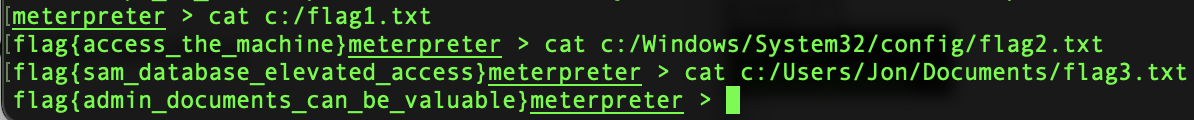 [meterpreter > cat c:/flag1.txt
[flag{access_the_machine}meterpreter > cat c:/Windows/System32/config/flag2.txt
[flag{sam_database_elevated_access}meterpreter > cat c:/Users/Jon/Documents/flag3.txt
flag{admin_documents_can_be_valuable}meterpreter >